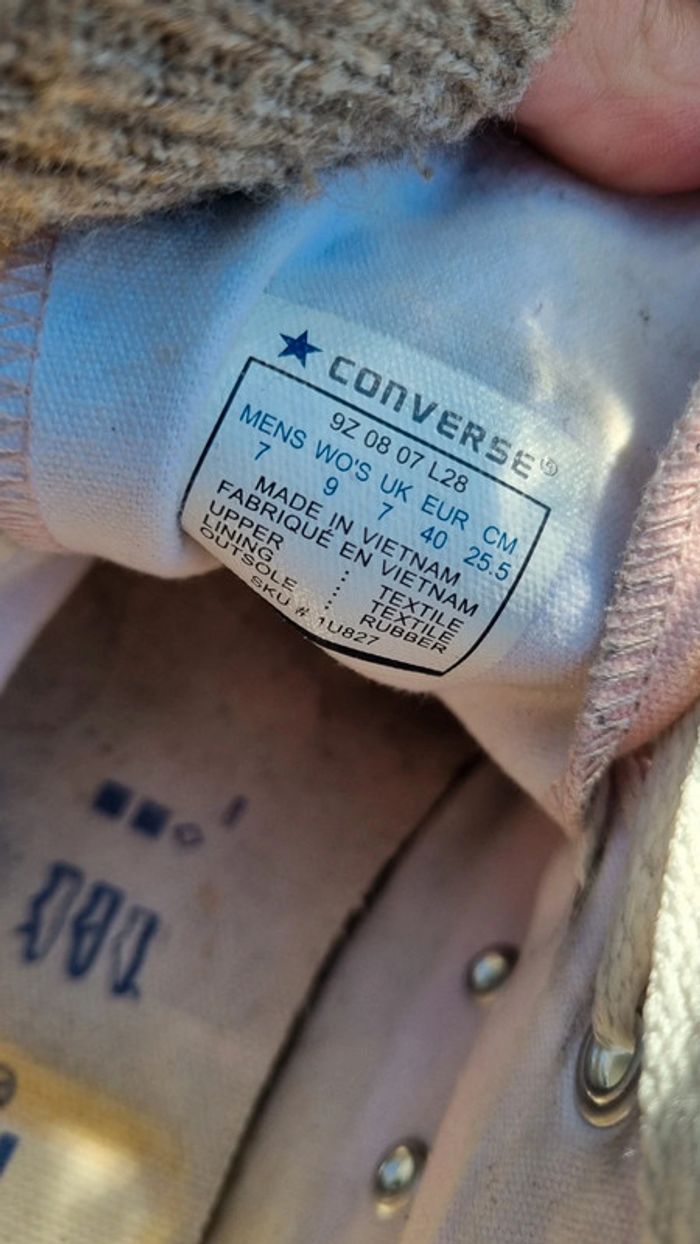 CONVERSE®
9Z 08 07 L28
MENS WO'S UK EUR CM
7 9 7 40 25.5
MADE IN VIETNAM
FABRIQUÉ EN VIETNAM
UPPER : TEXTILE
LINING : TEXTILE
OUTSOLE : RUBBER
SKU # 1U827